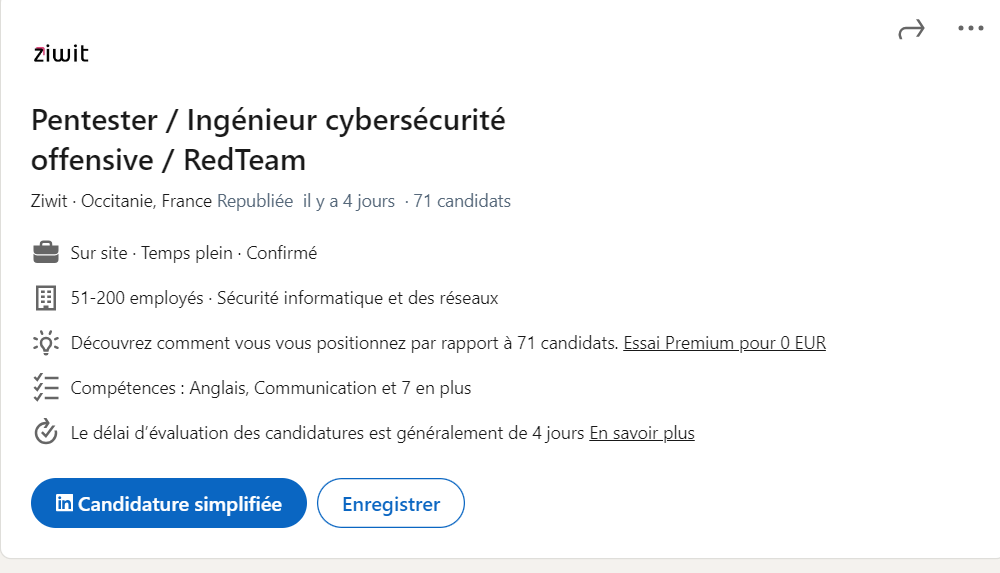 ziwit
Pentester / Ingénieur cybersécurité
offensive / RedTeam
Ziwit · Occitanie, France Republiée il y a 4 jours · 71 candidats
Sur site · Temps plein · Confirmé
51-200 employés · Sécurité informatique et des réseaux
Découvrez comment vous vous positionnez par rapport à 71 candidats. Essai Premium pour 0 EUR
Compétences : Anglais, Communication et 7 en plus
Le délai d’évaluation des candidatures est généralement de 4 jours En savoir plus
in Candidature simplifiée
Enregistrer